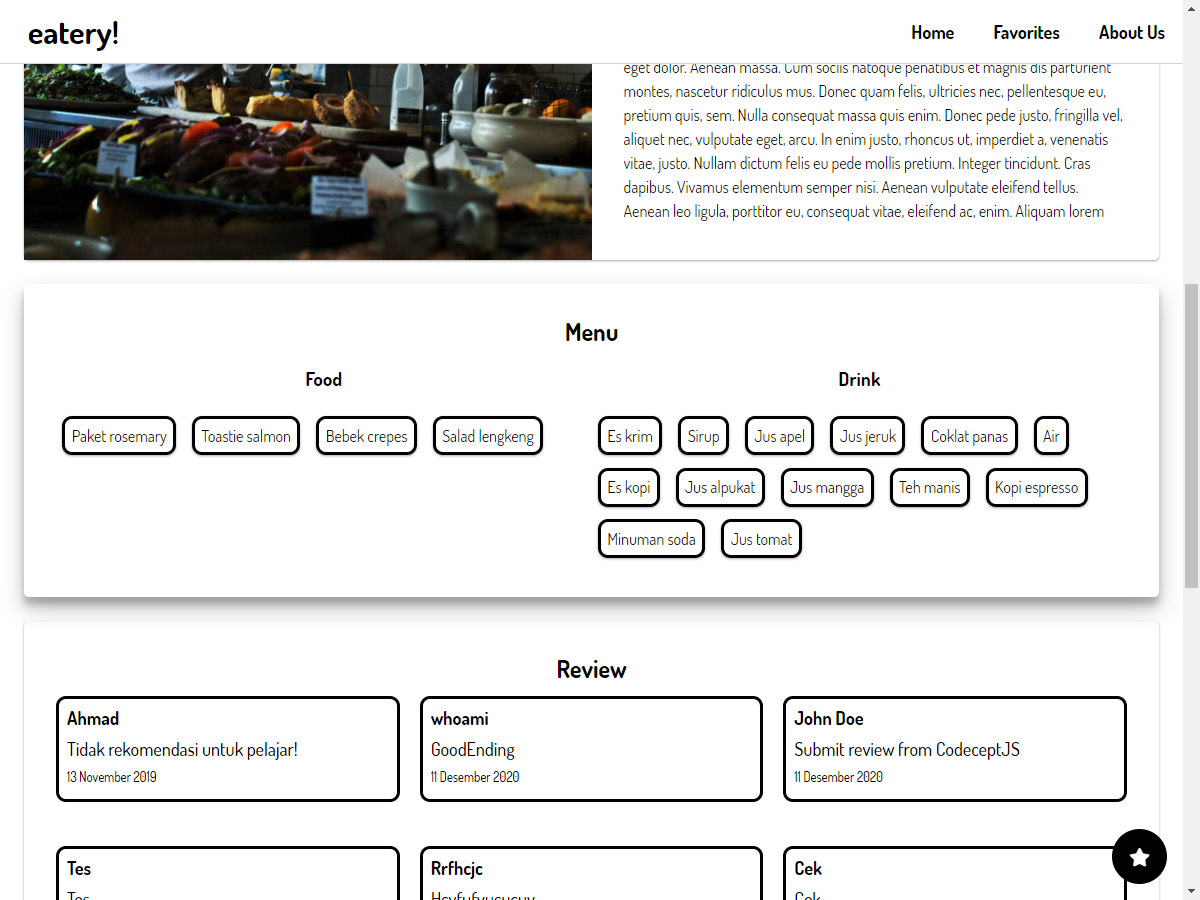 eatery!
Home Favorites About Us
eget dolor. Aenean massa. Cum sociis natoque penatibus et magnis dis parturient
montes, nascetur ridiculus mus. Donec quam felis, ultricies nec, pellentesque eu,
pretium quis, sem. Nulla consequat massa quis enim. Donec pede justo, fringilla vel,
aliquet nec, vulputate eget, arcu. In enim justo, rhoncus ut, imperdiet a, venenatis
vitae, justo. Nullam dictum felis eu pede mollis pretium. Integer tincidunt. Cras
dapibus. Vivamus elementum semper nisi. Aenean vulputate eleifend tellus.
Aenean leo ligula, porttitor eu, consequat vitae, eleifend ac, enim. Aliquam lorem
Menu
Food
Paket rosemary Toastie salmon Bebek crepes Salad lengkeng
Drink
Es krim Sirup Jus apel Jus jeruk Coklat panas Air
Es kopi Jus alpukat Jus mangga Teh manis Kopi espresso
Minuman soda Jus tomat
Review
Ahmad
Tidak rekomendasi untuk pelajar!
13 November 2019
whoami
GoodEnding
11 Desember 2020
John Doe
Submit review from CodeceptJS
11 Desember 2020
Tes
Tes
Rrfhcjc
Cek
Cek